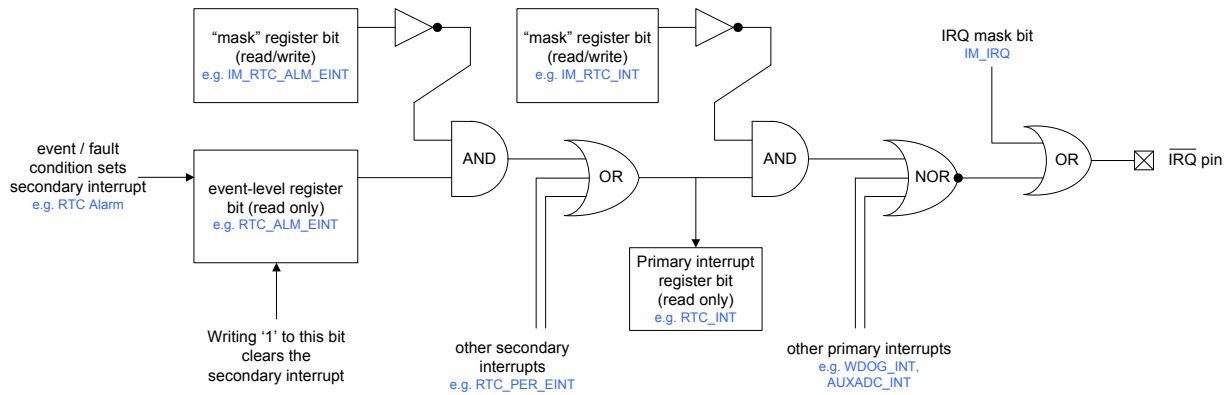 “mask” register bit
(read/write)
e.g. IM_RTC_ALM_EINT
“mask” register bit
(read/write)
e.g. IM_RTC_INT
IRQ mask bit
IM_IRQ
event / fault
condition sets
secondary interrupt
e.g. RTC Alarm
event-level register
bit (read only)
e.g. RTC_ALM_EINT
AND
OR
AND
NOR
OR
IRQ pin
Primary interrupt
register bit
(read only)
e.g. RTC_INT
Writing ‘1’ to this bit
clears the
secondary interrupt
other secondary
interrupts
e.g. RTC_PER_EINT
other primary interrupts
e.g. WDOG_INT,
AUXADC_INT